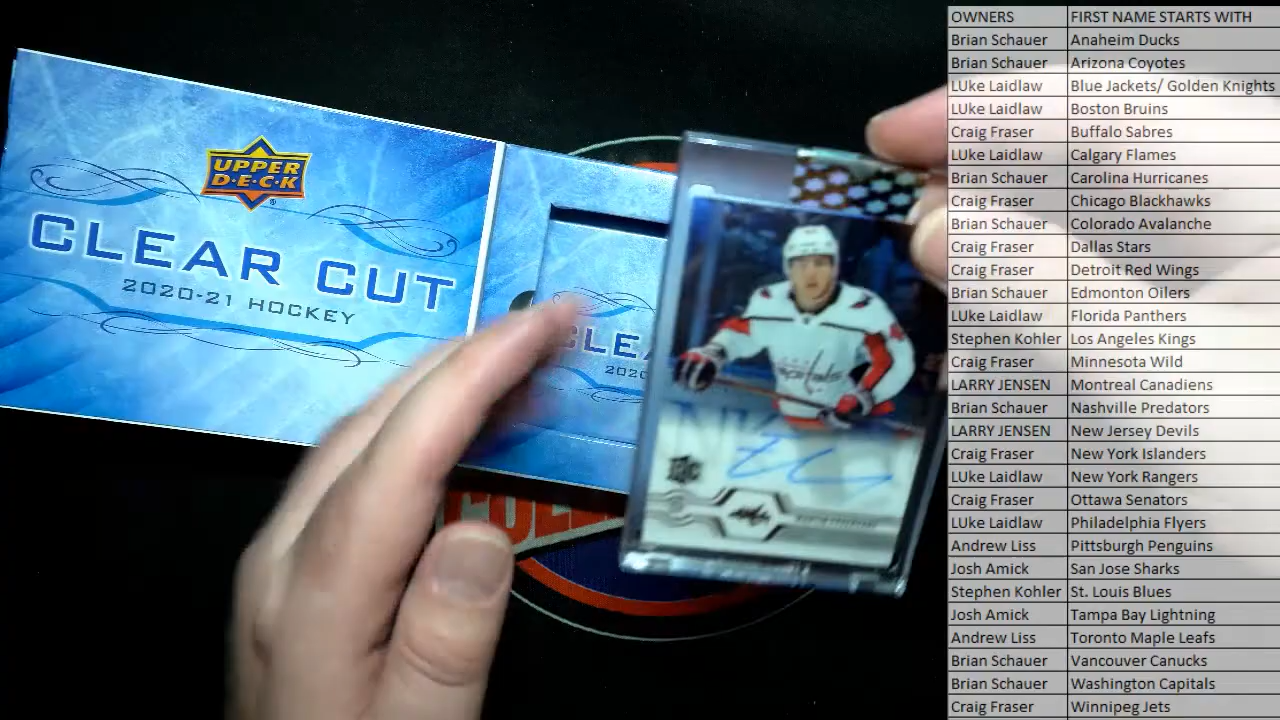 UPPER
D·E·C·K
CLEAR CUT
2020-21 HOCKEY
OWNERS FIRST NAME STARTS WITH
Brian Schauer Anaheim Ducks
Brian Schauer Arizona Coyotes
LUke Laidlaw Blue Jackets/ Golden Knights
LUke Laidlaw Boston Bruins
Craig Fraser Buffalo Sabres
LUke Laidlaw Calgary Flames
Brian Schauer Carolina Hurricanes
Craig Fraser Chicago Blackhawks
Brian Schauer Colorado Avalanche
Craig Fraser Dallas Stars
Craig Fraser Detroit Red Wings
Brian Schauer Edmonton Oilers
LUke Laidlaw Florida Panthers
Stephen Kohler Los Angeles Kings
Craig Fraser Minnesota Wild
LARRY JENSEN Montreal Canadiens
Brian Schauer Nashville Predators
LARRY JENSEN New Jersey Devils
Craig Fraser New York Islanders
LUke Laidlaw New York Rangers
Craig Fraser Ottawa Senators
LUke Laidlaw Philadelphia Flyers
Andrew Liss Pittsburgh Penguins
Josh Amick San Jose Sharks
Stephen Kohler St. Louis Blues
Josh Amick Tampa Bay Lightning
Andrew Liss Toronto Maple Leafs
Brian Schauer Vancouver Canucks
Brian Schauer Washington Capitals
Craig Fraser Winnipeg Jets